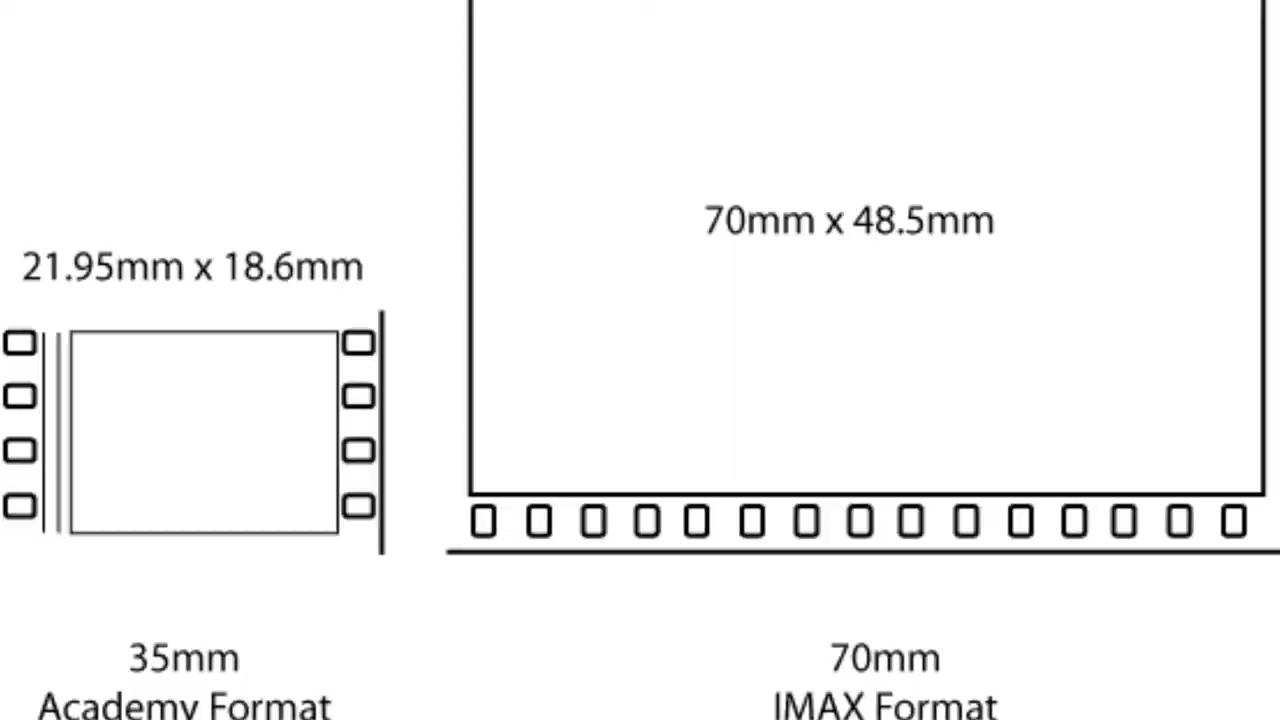 21.95mm x 18.6mm
70mm x 48.5mm
35mm
Academy Format
70mm
IMAX Format